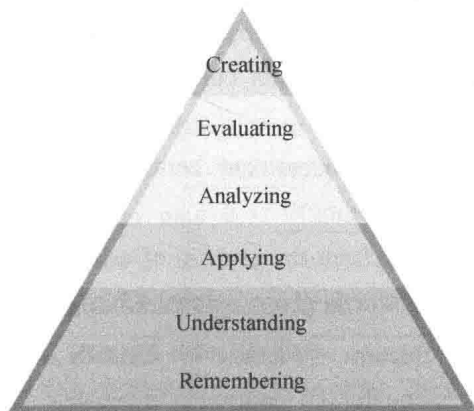 Creating
Evaluating
Analyzing
Applying
Understanding
Remembering